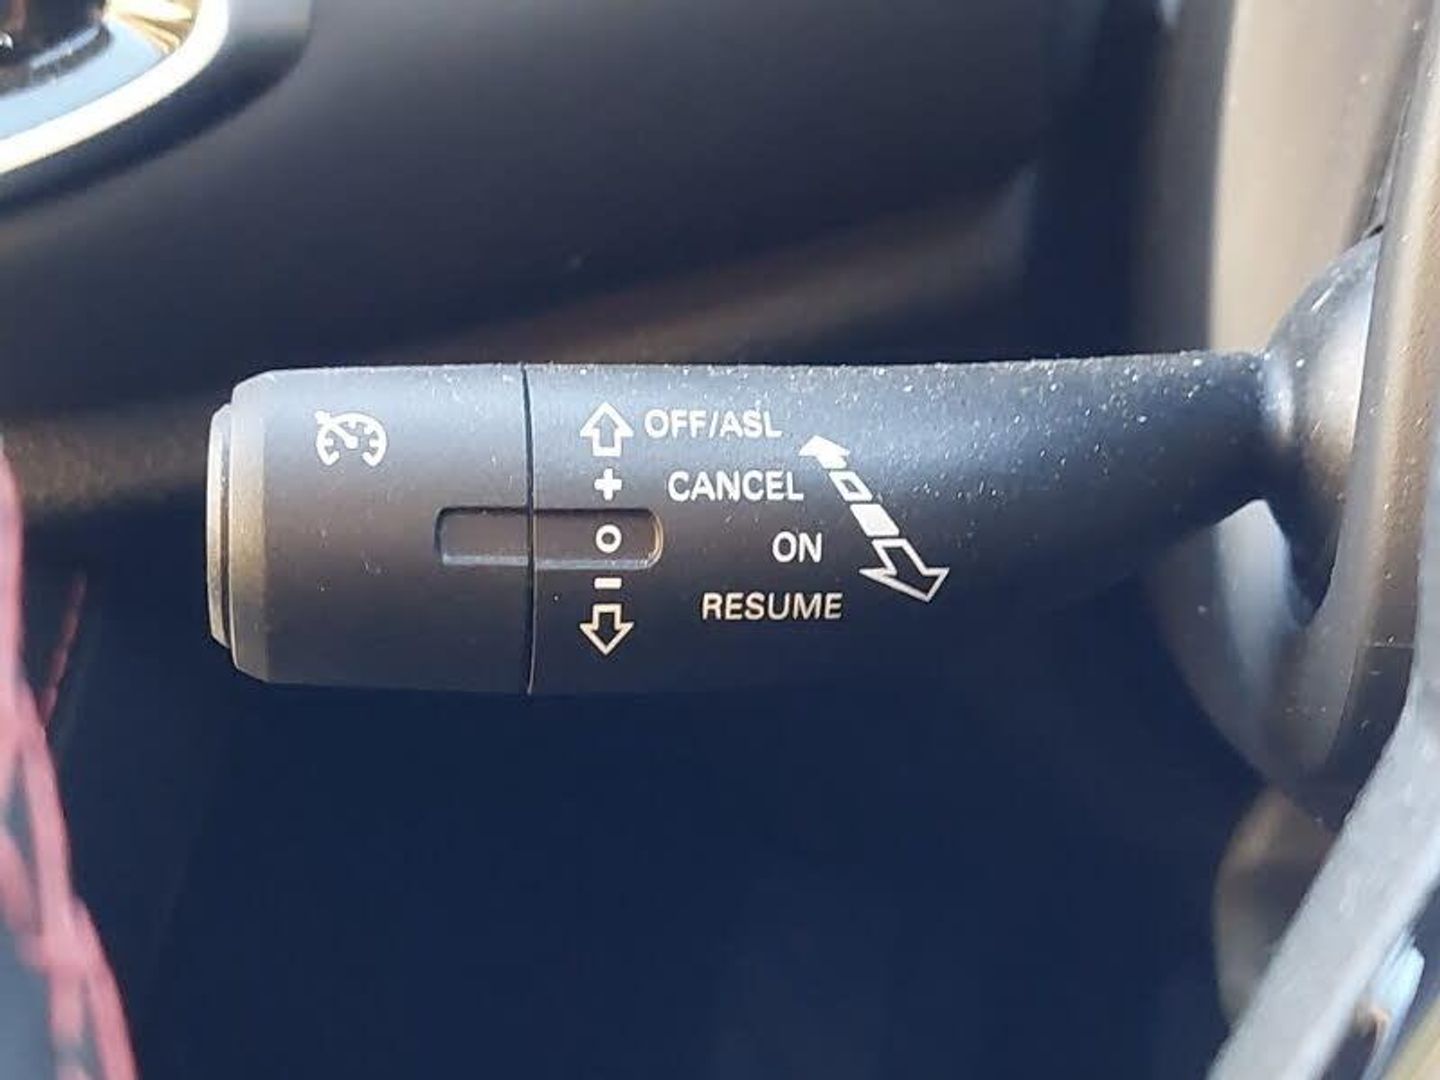 OFF/ASL
+ CANCEL
O ON
– RESUME